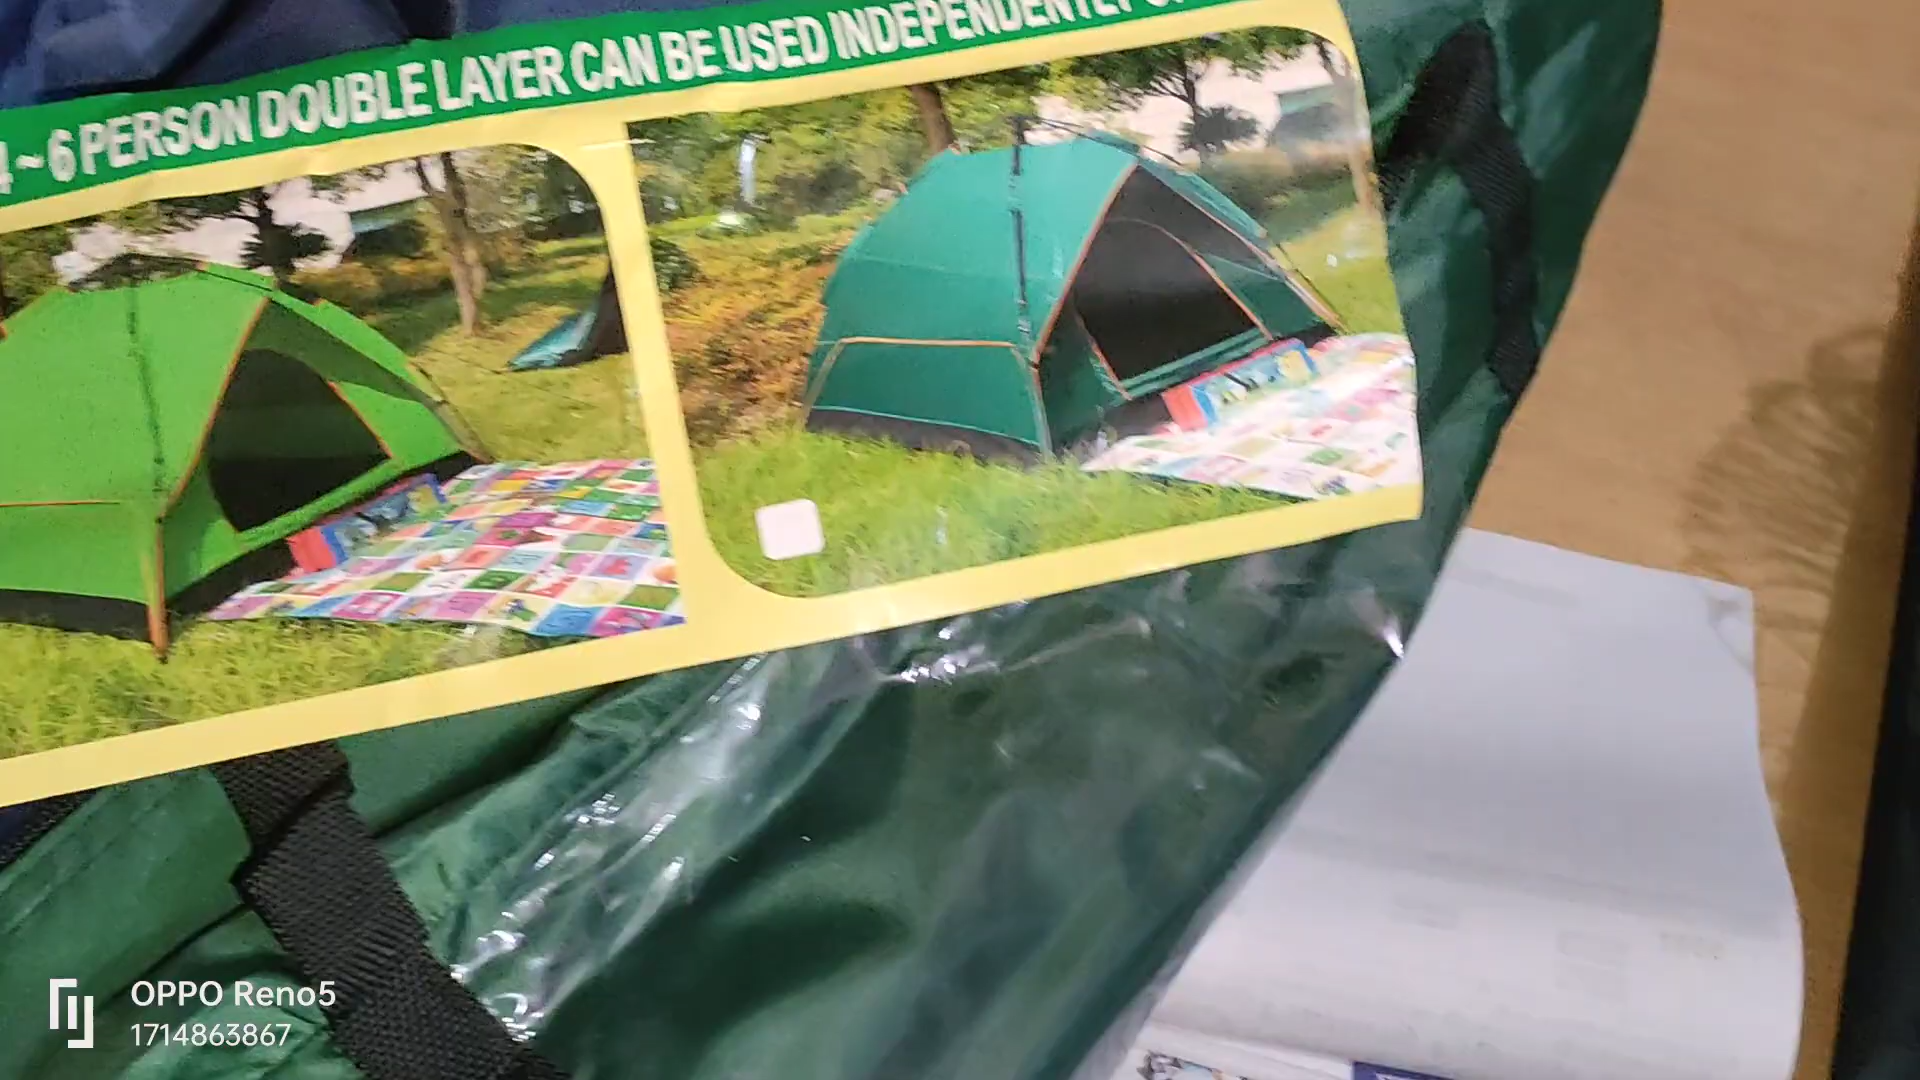 4~6 PERSON DOUBLE LAYER CAN BE USED INDEPENDENTLY
OPPO Reno5
1714863867